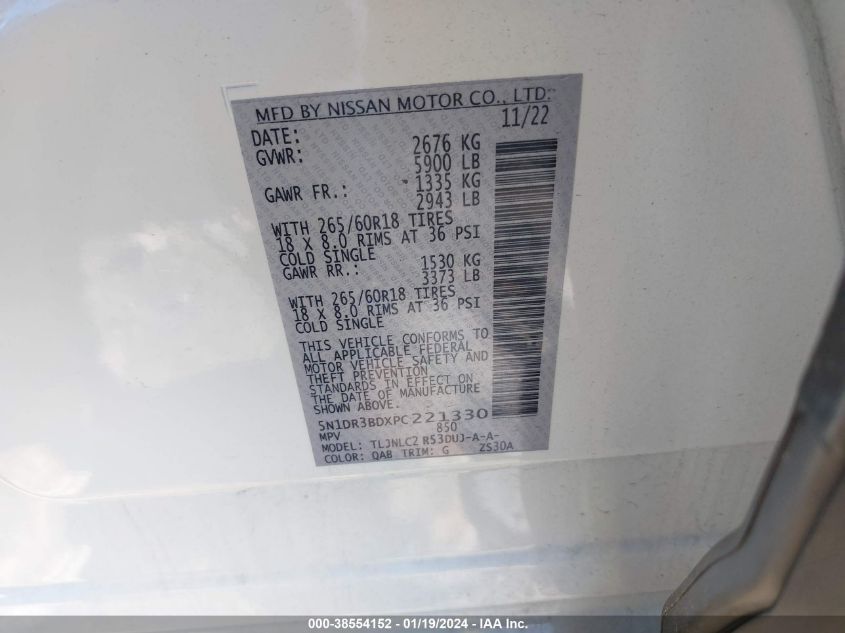 MFD BY NISSAN MOTOR CO., LTD.
DATE: 11/22
GVWR: 2676 KG
5900 LB
GAWR FR.: 1335 KG
2943 LB
WITH 265/60R18 TIRES
18 X 8.0 RIMS AT 36 PSI
COLD SINGLE
GAWR RR.: 1530 KG
3373 LB
WITH 265/60R18 TIRES
18 X 8.0 RIMS AT 36 PSI
COLD SINGLE
THIS VEHICLE CONFORMS TO
ALL APPLICABLE FEDERAL
MOTOR VEHICLE SAFETY AND
THEFT PREVENTION
STANDARDS IN EFFECT ON
THE DATE OF MANUFACTURE
SHOWN ABOVE.
5N1DR3BDXPC221330
MPV 850
MODEL: TLJNLC2 R53DUJ-A-A-
COLOR: QAB TRIM: G ZS30A
000-38554152 - 01/19/2024 - IAA Inc.